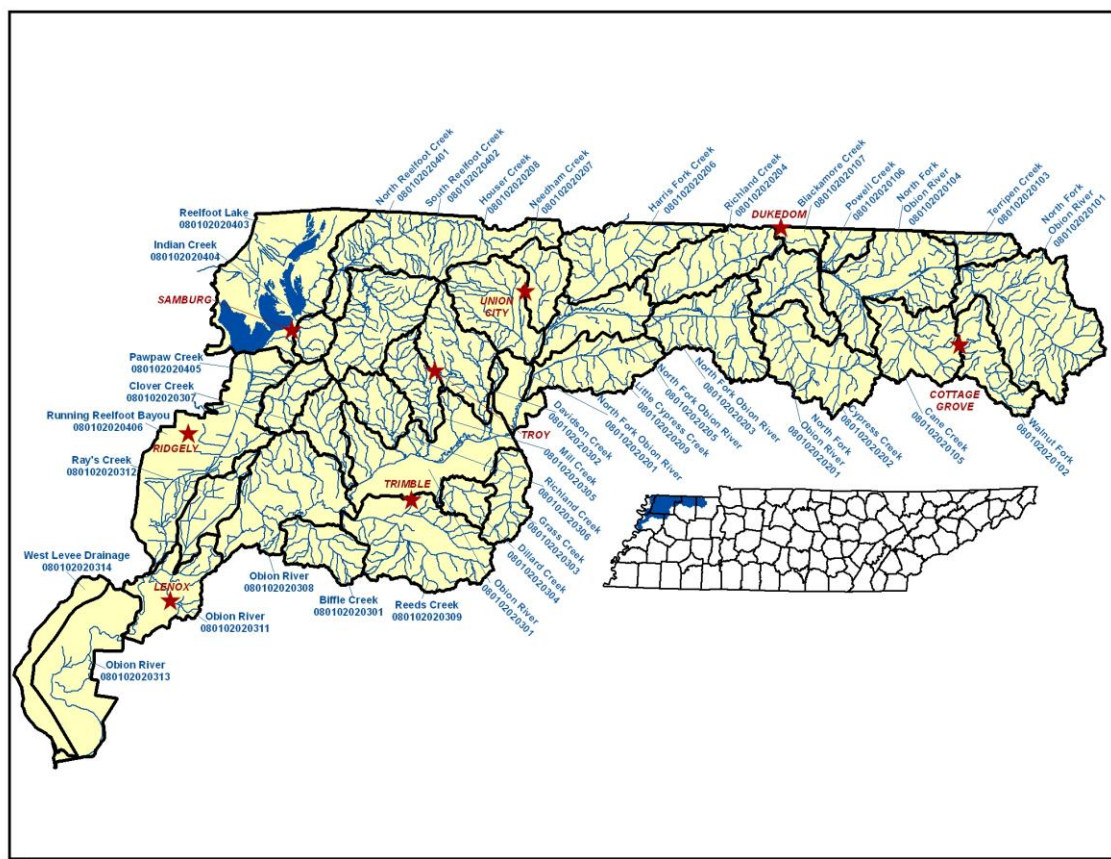 North Reelfoot Creek
080102020401
South Reelfoot Creek
080102020402
Houser Creek
080102020208
Needham Creek
080102020207
Harris Fork Creek
080102020206
Richland Creek
080102020204
Blackamore Creek
080102020107
Powell Creek
080102020106
North Fork
Obion River
080102020104
Terripen Creek
080102020103
North Fork
Obion River
080102020101
Reelfoot Lake
080102020403
Indian Creek
080102020404
SAMBURG
DUKEDOM
UNION
CITY
Pawpaw Creek
080102020405
Clover Creek
080102020307
Running Reelfoot Bayou
080102020406
RIDGELY
Ray's Creek
080102020312
TROY
TRIMBLE
COTTAGE
GROVE
Davidson Creek
080102020302
Mill Creek
080102020305
Richland Creek
080102020306
Grass Creek
080102020303
Dillard Creek
080102020304
Obion River
080102020301
North Fork Obion River
080102020201
Little Cypress Creek
080102020209
North Fork Obion River
080102020205
North Fork Obion River
080102020203
North Fork
Obion River
080102020201
Cypress Creek
080102020202
Cane Creek
080102020105
Walnut Fork
080102020102
West Levee Drainage
080102020314
LENOX
Obion River
080102020308
Biffle Creek
080102020301
Reeds Creek
080102020309
Obion River
080102020311
Obion River
080102020313